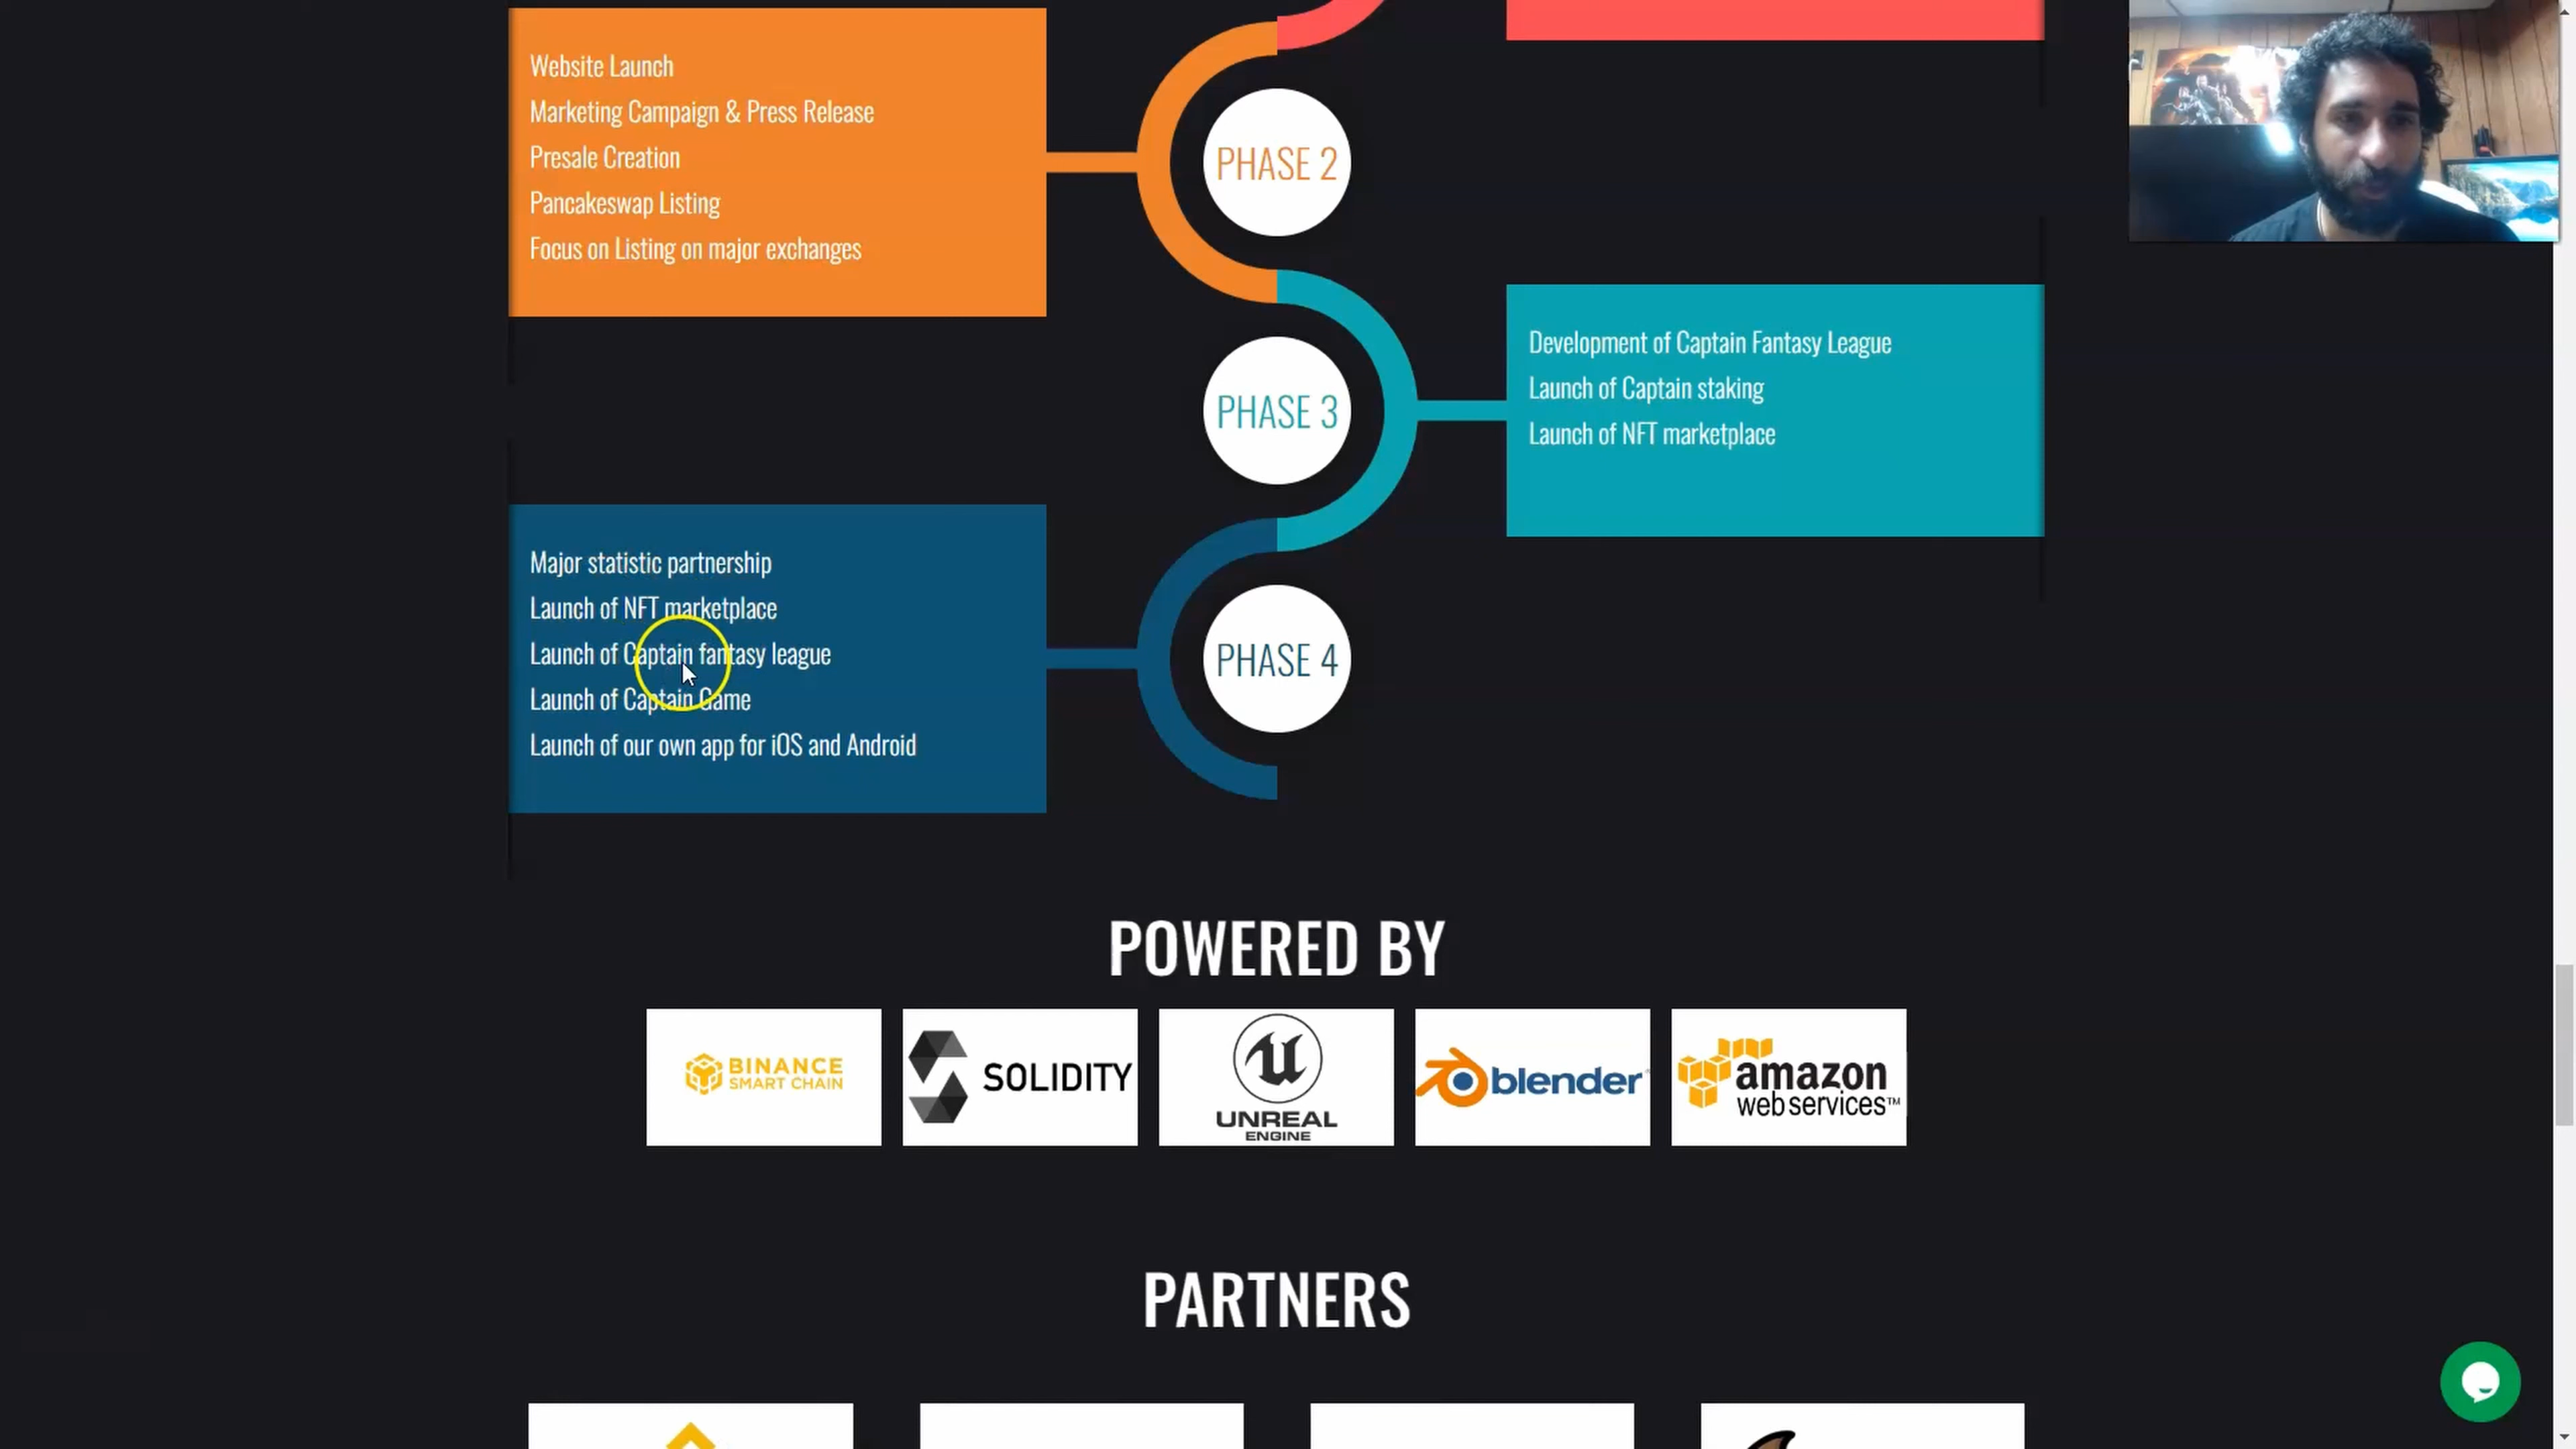 Website Launch
Marketing Campaign & Press Release
Presale Creation
Pancakeswap Listing
Focus on Listing on major exchanges
PHASE 2
PHASE 3
Development of Captain Fantasy League
Launch of Captain staking
Launch of NFT marketplace
Major statistic partnership
Launch of NFT marketplace
Launch of Captain fantasy league
Launch of Captain Game
Launch of our own app for iOS and Android
PHASE 4
POWERED BY
BINANCE
SMART CHAIN
SOLIDITY
UNREAL
ENGINE
blender
amazon
web services™
PARTNERS